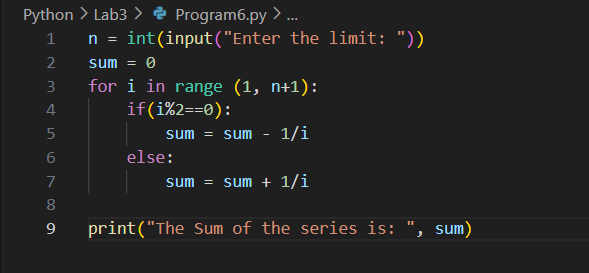 Python > Lab3 > Program6.py > ...
1 n = int(input("Enter the limit: "))
2 sum = 0
3 for i in range (1, n+1):
4     if(i%2==0):
5         sum = sum - 1/i
6     else:
7         sum = sum + 1/i
8
9 print("The Sum of the series is: ", sum)